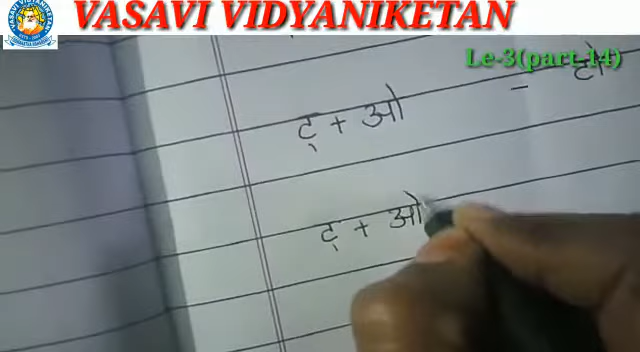 VASAVI VIDYANIKETAN
Le-3(part-14)
ट् + ओ - टो
ट् + ओ